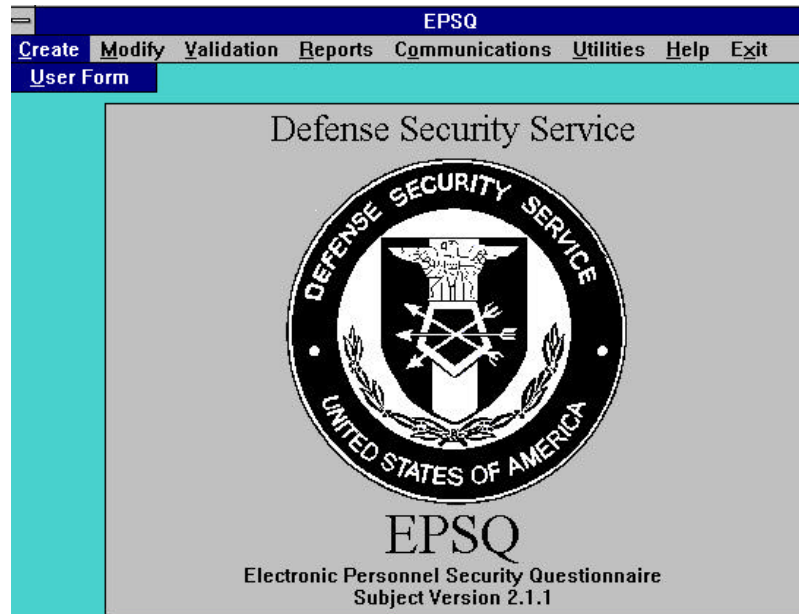 EPSQ
Create Modify Validation Reports Communications Utilities Help Exit
User Form
Defense Security Service
DEFENSE SECURITY SERVICE
UNITED STATES OF AMERICA
EPSQ
Electronic Personnel Security Questionnaire
Subject Version 2.1.1